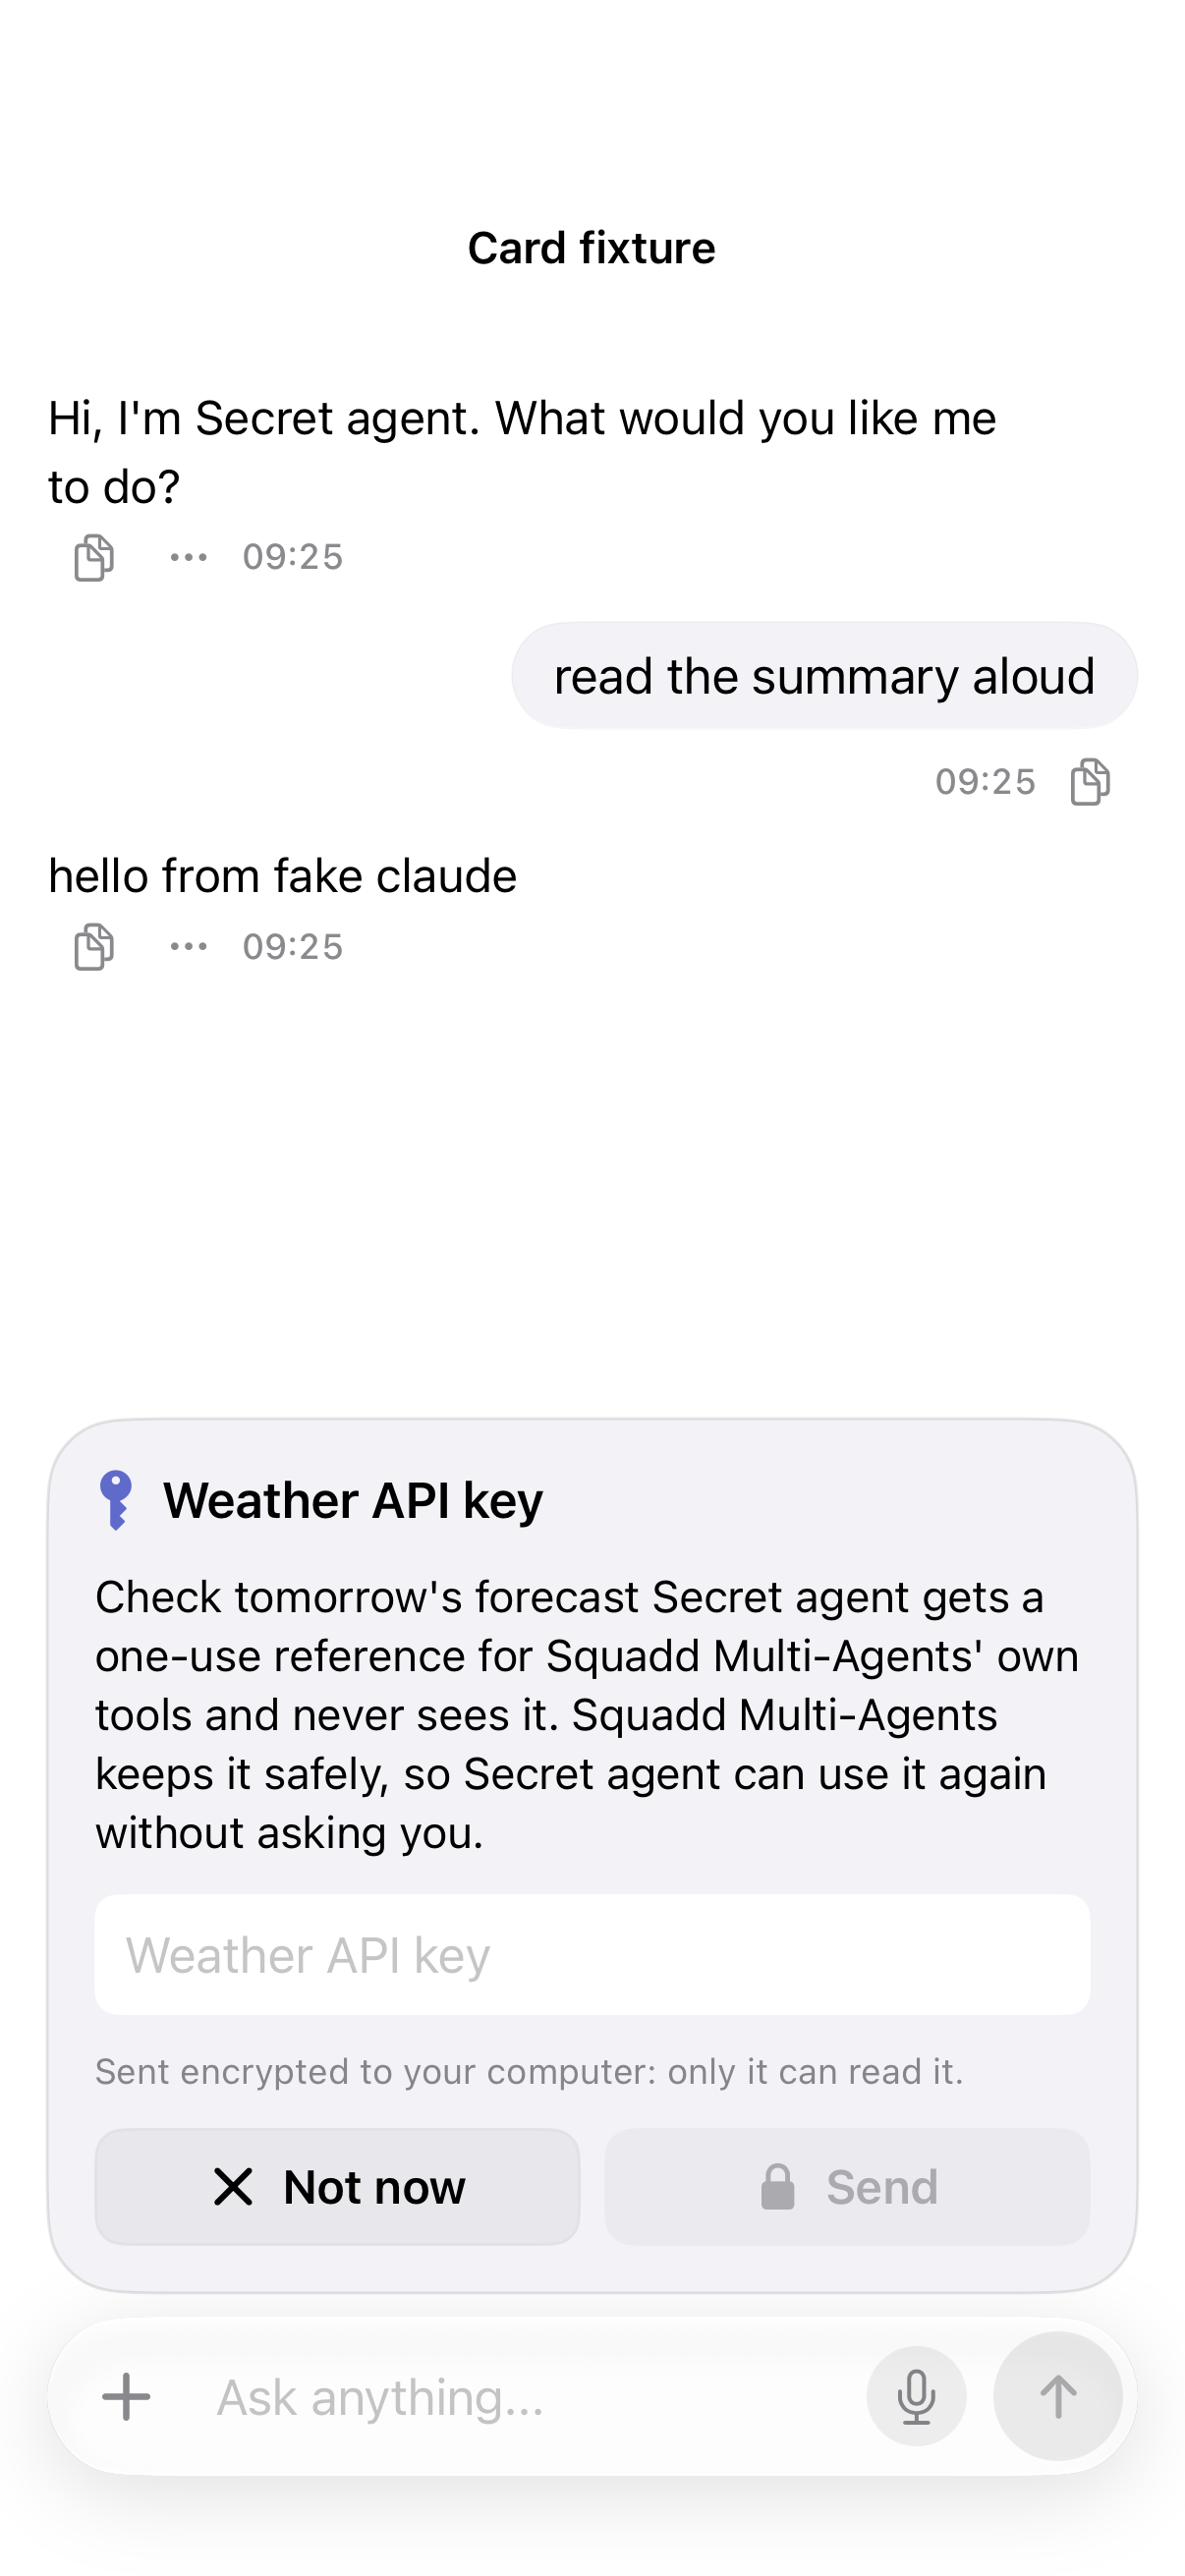 Card fixture
Hi, I'm Secret agent. What would you like me
to do?
••• 09:25
read the summary aloud
09:25
hello from fake claude
••• 09:25
Weather API key
Check tomorrow's forecast Secret agent gets a
one-use reference for Squadd Multi-Agents' own
tools and never sees it. Squadd Multi-Agents
keeps it safely, so Secret agent can use it again
without asking you.
Weather API key
Sent encrypted to your computer: only it can read it.
Not now
Send
Ask anything...